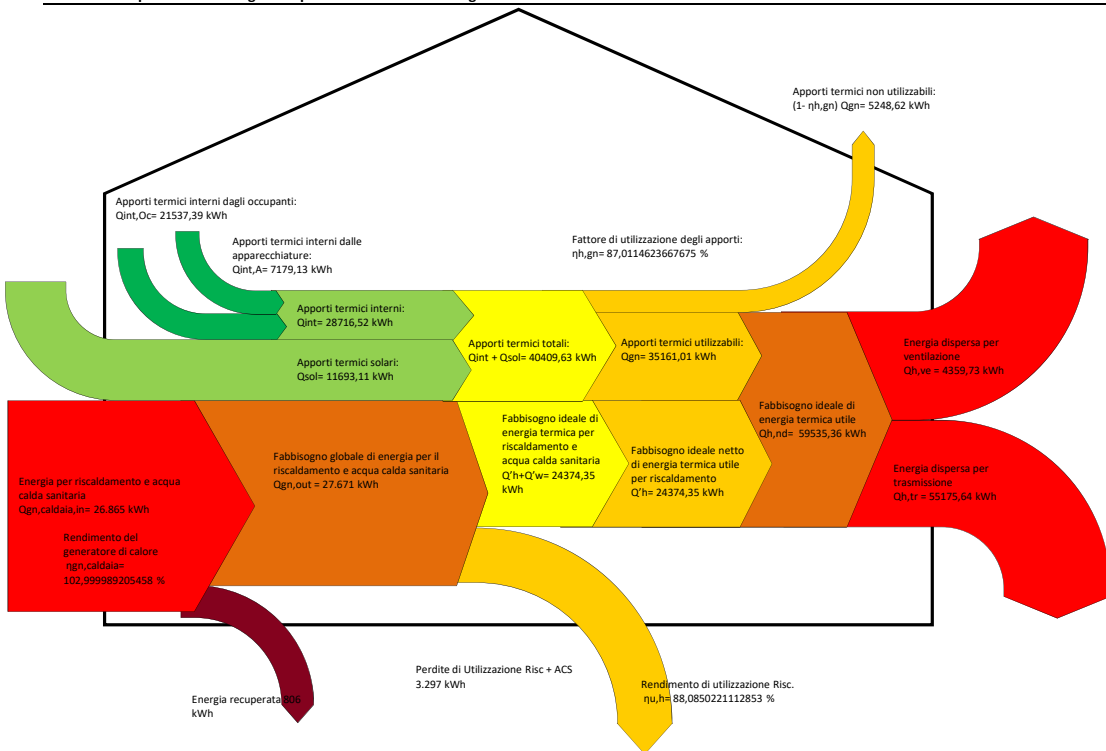 Apporti termici non utilizzabili:
(1- ηh,gn) Qgn= 5248,62 kWh
Apporti termici interni dagli occupanti:
Qint,Oc= 21537,39 kWh
Apporti termici interni dalle
apparecchiature:
Qint,A= 7179,13 kWh
Fattore di utilizzazione degli apporti:
ηh,gn= 87,0114623667675 %
Apporti termici interni:
Qint= 28716,52 kWh
Apporti termici solari:
Qsol= 11693,11 kWh
Apporti termici totali:
Qint + Qsol= 40409,63 kWh
Apporti termici utilizzabili:
Qgn= 35161,01 kWh
Energia dispersa per
ventilazione
Qh,ve = 4359,73 kWh
Fabbisogno ideale di
energia termica utile
Qh,nd= 59535,36 kWh
Fabbisogno ideale di
energia termica per
riscaldamento e
acqua calda sanitaria
Q'h+Q'w= 24374,35
kWh
Fabbisogno ideale netto
di energia termica utile
per riscaldamento
Q'h= 24374,35 kWh
Fabbisogno globale di energia per il
riscaldamento e acqua calda sanitaria
Qgn,out = 27.671 kWh
Energia dispersa per
trasmissione
Qh,tr= 55175,64 kWh
Energia per riscaldamento e acqua
calda sanitaria
Qgn,caldaia,in= 26.865 kWh
Rendimento del
generatore di calore
ηgn,caldaia=
102,999989205458 %
Perdite di Utilizzazione Risc + ACS
3.297 kWh
Rendimento di utilizzazione Risc.
ηu,h= 88,0850221112853 %
Energia recuperata 806
kWh